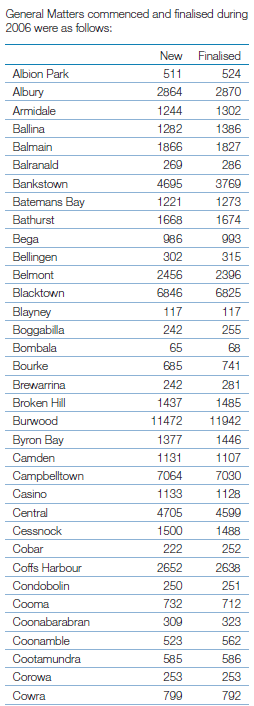 General Matters commenced and finalised during
2006 were as follows:
New Finalised
Albion Park 511 524
Albury 2864 2870
Armidale 1244 1302
Ballina 1282 1386
Balmain 1866 1827
Balranald 269 286
Bankstown 4695 3769
Batemans Bay 1221 1273
Bathurst 1668 1674
Bega 986 993
Bellingen 302 315
Belmont 2456 2396
Blacktown 6846 6825
Blayney 117 117
Boggabilla 242 255
Bombala 65 68
Bourke 685 741
Brewarrina 242 281
Broken Hill 1437 1485
Burwood 11472 11942
Byron Bay 1377 1446
Camden 1131 1107
Campbelltown 7064 7030
Casino 1133 1128
Central 4705 4599
Cessnock 1500 1488
Cobar 222 252
Coffs Harbour 2652 2638
Condobolin 250 251
Cooma 732 712
Coonabarabran 309 323
Coonamble 523 562
Cootamundra 585 586
Corowa 253 253
Cowra 799 792